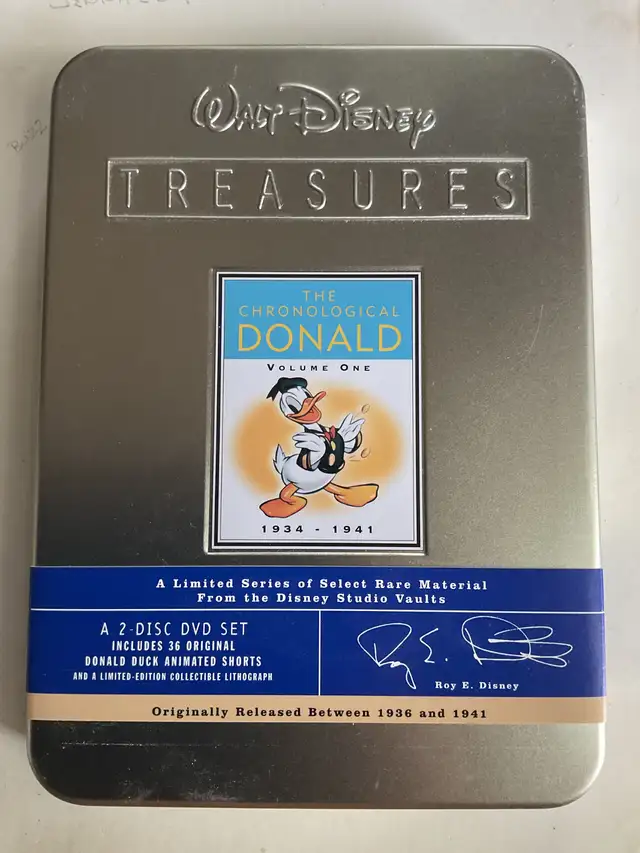 WALT DISNEY
TREASURES
THE
CHRONOLOGICAL
DONALD
VOLUME ONE
1934 - 1941
A Limited Series of Select Rare Material
From the Disney Studio Vaults
A 2-DISC DVD SET
INCLUDES 36 ORIGINAL
DONALD DUCK ANIMATED SHORTS
AND A LIMITED-EDITION COLLECTIBLE LITHOGRAPH
Roy E. Disney
Roy E. Disney
Originally Released Between 1936 and 1941